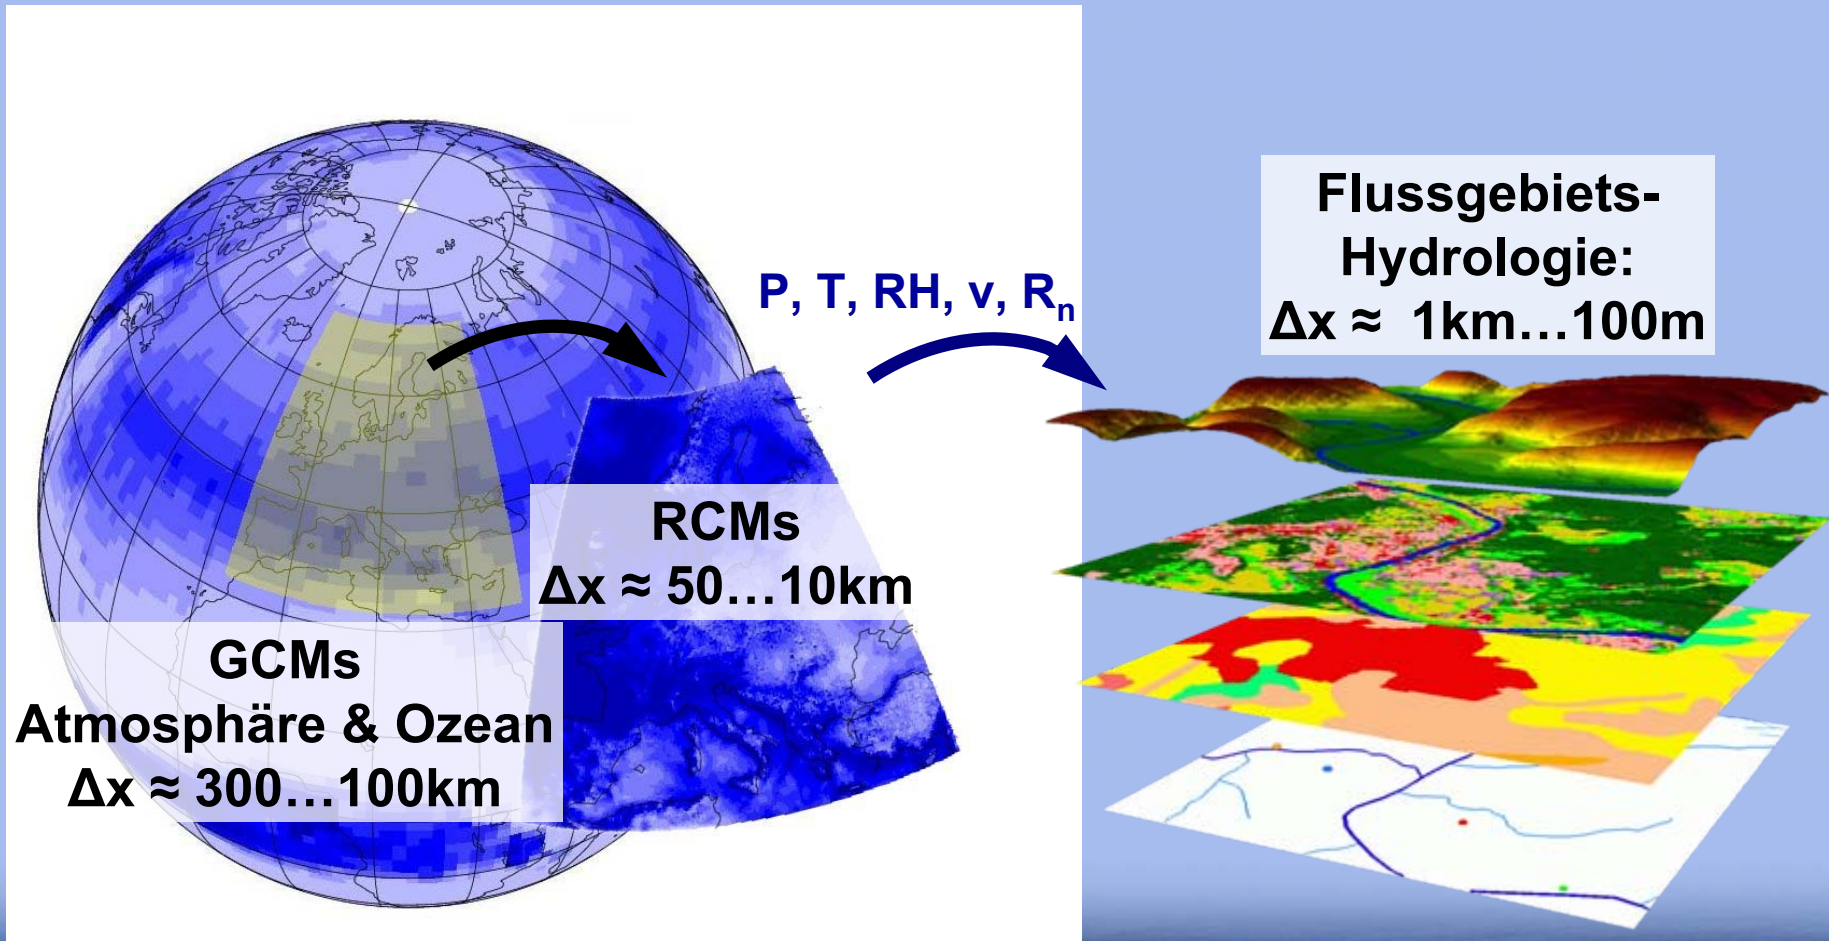 P, T, RH, v, Rₙ
Flussgebiets-
Hydrologie:
Δx ≈ 1km…100m
RCMs
Δx ≈ 50…10km
GCMs
Atmosphäre & Ozean
Δx ≈ 300…100km